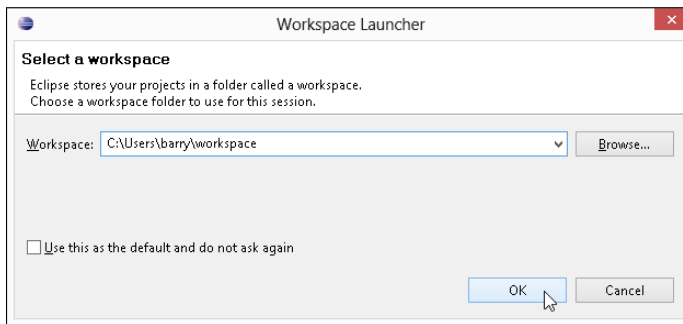 Workspace Launcher
Select a workspace
Eclipse stores your projects in a folder called a workspace.
Choose a workspace folder to use for this session.
Workspace: C:\Users\barry\workspace Browse...
Use this as the default and do not ask again
OK Cancel